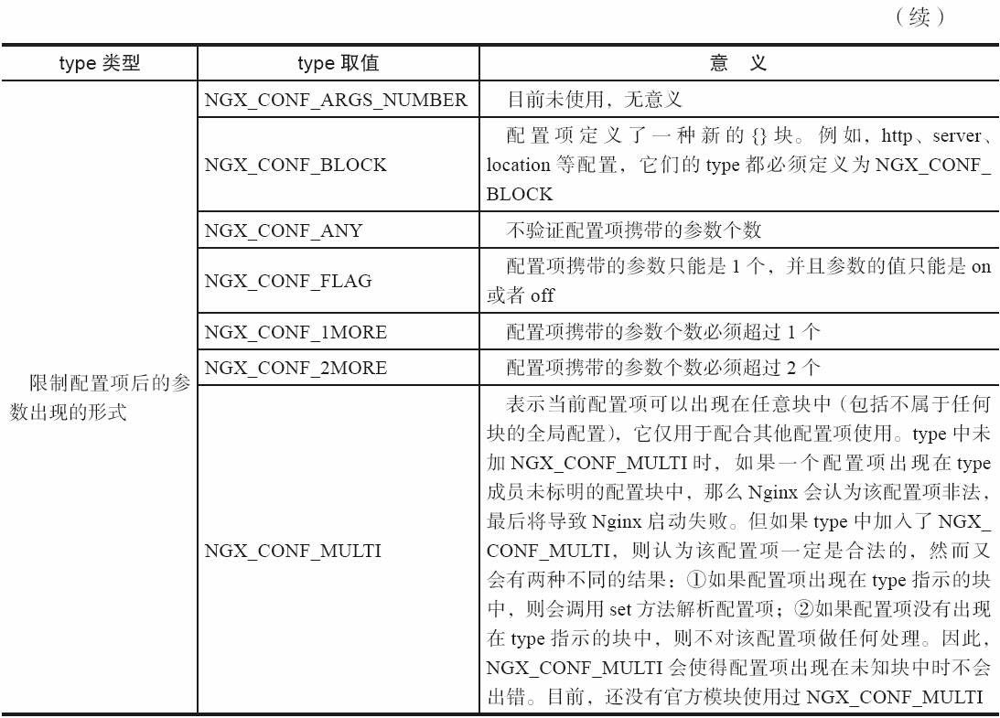 （续）
type 类型 type 取值 意 义
NGX_CONF_ARGS_NUMBER 目前未使用，无意义
配置项定义了一种新的 {} 块。例如，http、server、
NGX_CONF_BLOCK location 等配置，它们的 type 都必须定义为 NGX_CONF_
BLOCK
NGX_CONF_ANY 不验证配置项携带的参数个数
配置项携带的参数只能是 1 个，并且参数的值只能是 on
NGX_CONF_FLAG
或者 off
NGX_CONF_1MORE 配置项携带的参数个数必须超过 1 个
NGX_CONF_2MORE 配置项携带的参数个数必须超过 2 个
限制配置项后的参
数出现的形式
NGX_CONF_MULTI
表示当前配置项可以出现在任意块中（包括不属于任何
块的全局配置），它仅用于配合其他配置项使用。type 中未
加 NGX_CONF_MULTI 时，如果一个配置项出现在 type
成员未标明的配置块中，那么 Nginx 会认为该配置项非法，
最后将导致 Nginx 启动失败。但如果 type 中加入了 NGX_
CONF_MULTI，则认为该配置项一定是合法的，然而又
会有两种不同的结果：①如果配置项出现在 type 指示的块
中，则会调用 set 方法解析配置项；②如果配置项没有出现
在 type 指示的块中，则不对该配置项做任何处理。因此，
NGX_CONF_MULTI 会使得配置项出现在未知块中时不会
出错。目前，还没有官方模块使用过 NGX_CONF_MULTI